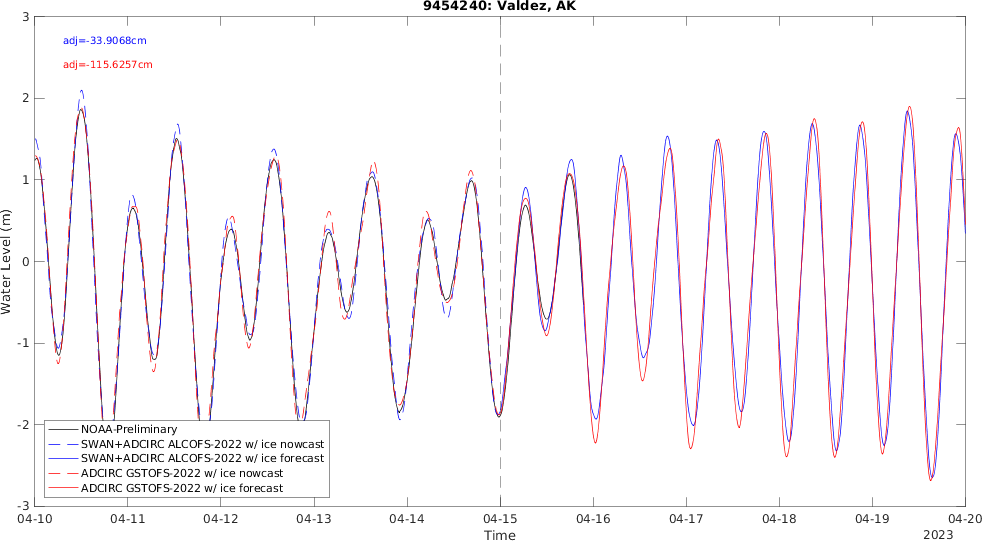 9454240: Valdez, AK
adj=-33.9068cm
adj=-115.6257cm
3
2
1
0
-1
-2
-3
Water Level (m)
NOAA-Preliminary
SWAN+ADCIRC ALCOFS-2022 w/ ice nowcast
SWAN+ADCIRC ALCOFS-2022 w/ ice forecast
ADCIRC GSTOFS-2022 w/ ice nowcast
ADCIRC GSTOFS-2022 w/ ice forecast
04-10 04-11 04-12 04-13 04-14 04-15 04-16 04-17 04-18 04-19 04-20
Time
2023